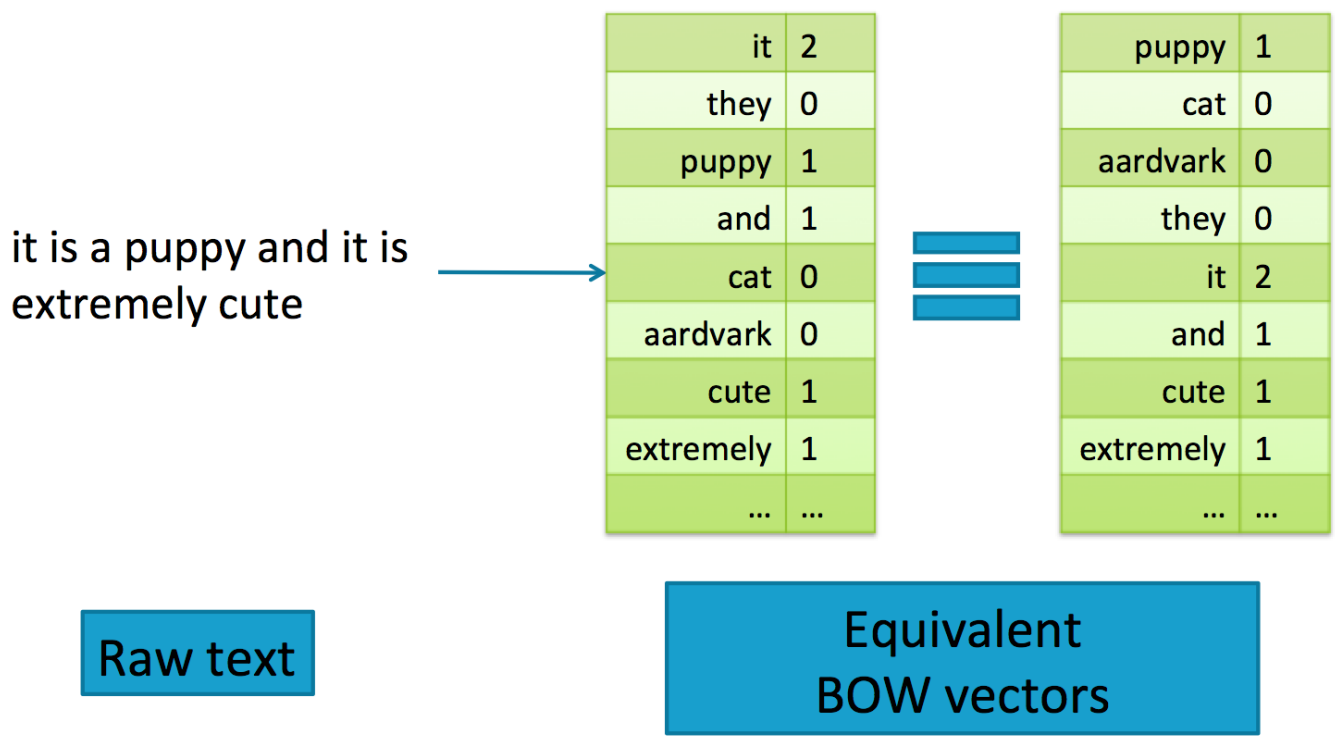 it is a puppy and it is
extremely cute
it 2
they 0
puppy 1
and 1
cat 0
aardvark 0
cute 1
extremely 1
... ...
puppy 1
cat 0
aardvark 0
they 0
it 2
and 1
cute 1
extremely 1
... ...
Raw text
Equivalent
BOW vectors